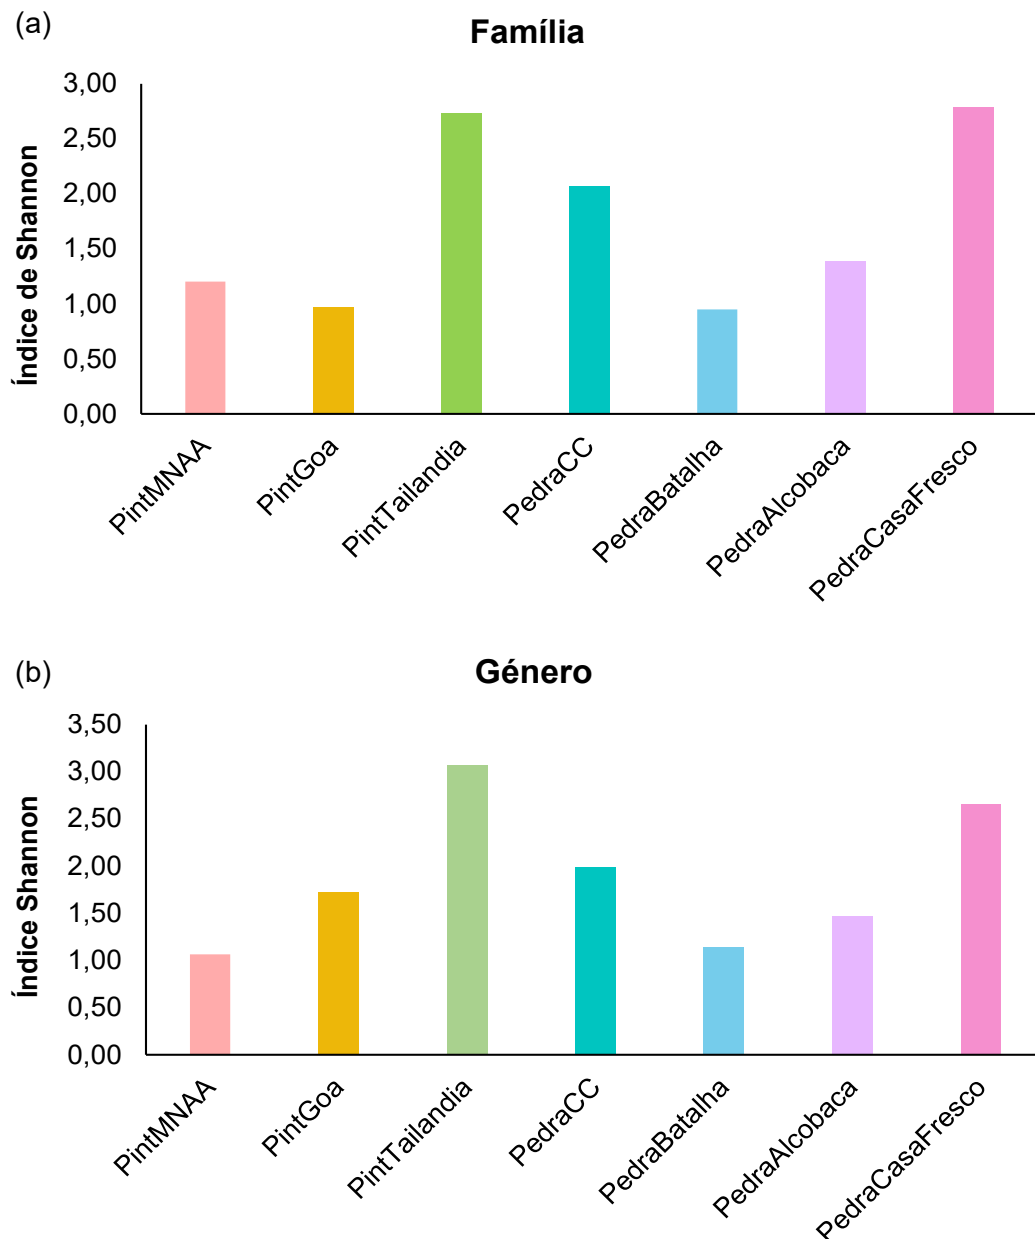 (a)
Família
Índice de Shannon
3,00
2,50
2,00
1,50
1,00
0,50
0,00
PintMNAA
PintGoa
PintTailandia
PedraCC
PedraBatalha
PedraAlcobaca
PedraCasaFresco
(b)
Género
Índice Shannon
3,50
3,00
2,50
2,00
1,50
1,00
0,50
0,00
PintMNAA
PintGoa
PintTailandia
PedraCC
PedraBatalha
PedraAlcobaca
PedraCasaFresco